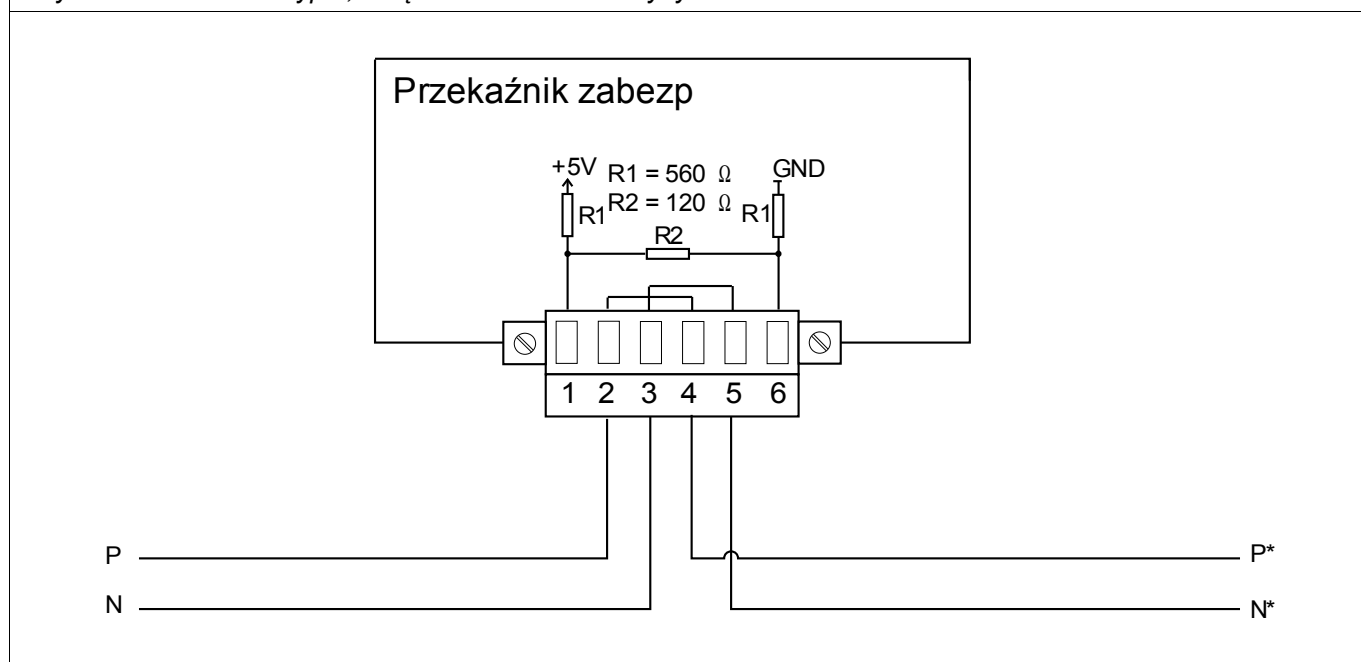 Przekaźnik zabezp
+5V R1 = 560 Ω GND
R1 R2 = 120 Ω R1
R2
1 2 3 4 5 6
P P*
N N*